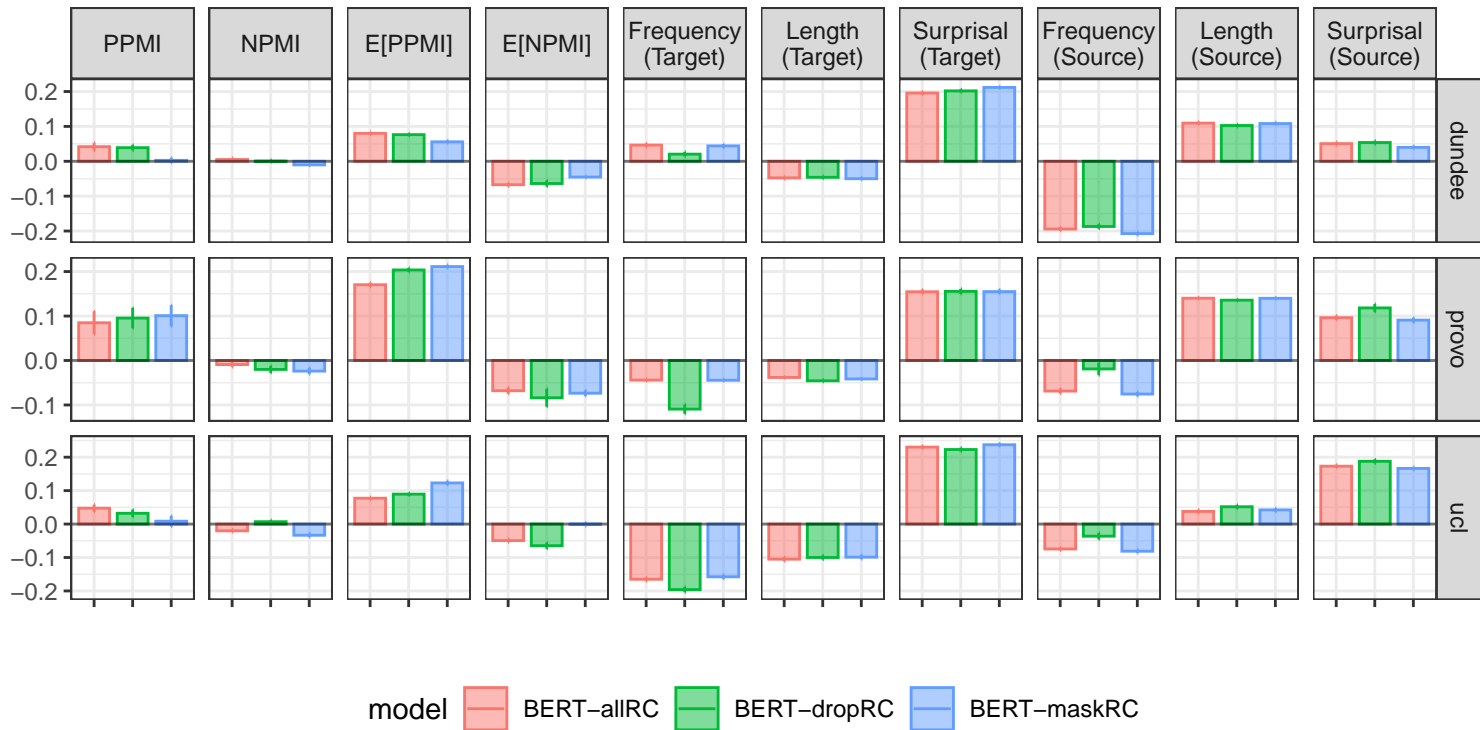 PPMI
NPMI
E[PPMI]
E[NPMI]
Frequency
(Target)
Length
(Target)
Surprisal
(Target)
Frequency
(Source)
Length
(Source)
Surprisal
(Source)
0.2
0.1
0.0
−0.1
−0.2
dundee
0.2
0.1
0.0
−0.1
provo
0.2
0.1
0.0
−0.1
−0.2
ucl
model BERT−allRC BERT−dropRC BERT−maskRC